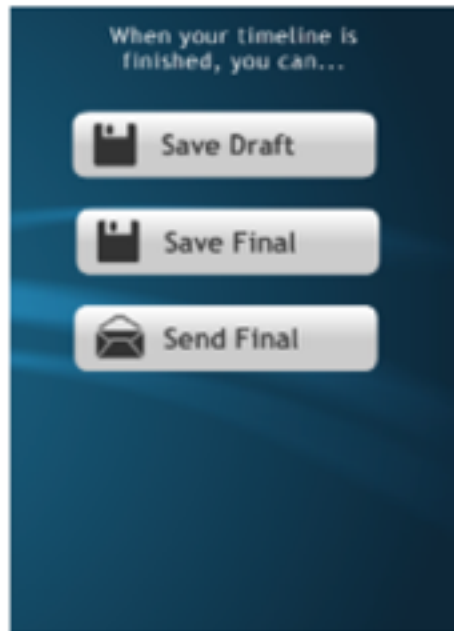 When your timeline is
finished, you can...
Save Draft
Save Final
Send Final